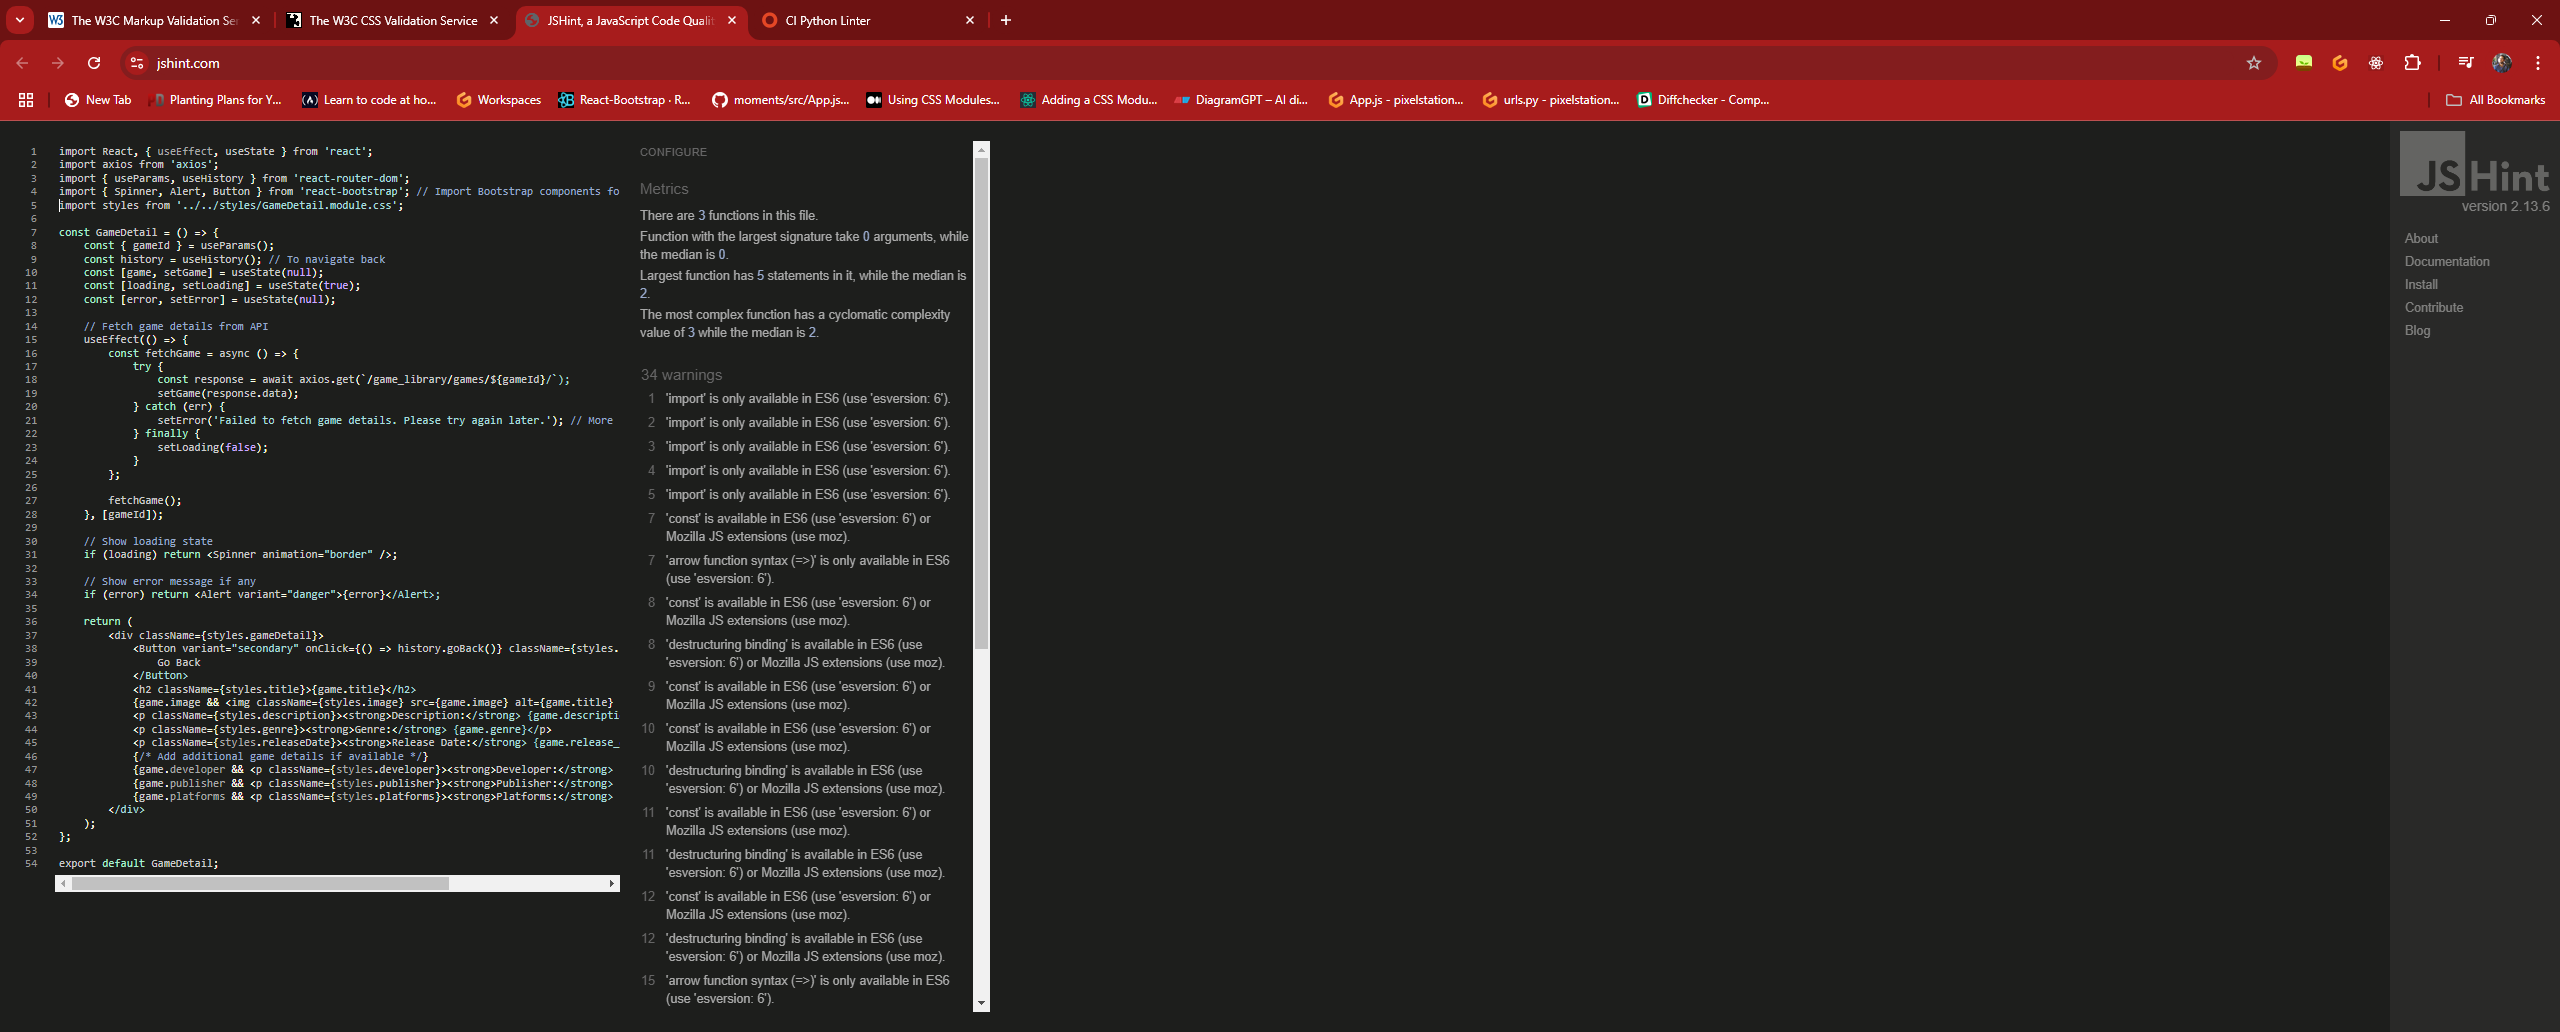 The W3C Markup Validation Se
The W3C CSS Validation Service
JSHint, a JavaScript Code Qualit
CI Python Linter
jshint.com
New Tab
Planting Plans for Y...
Learn to code at ho...
Workspaces
React-Bootstrap · R...
moments/src/App.js...
Using CSS Modules...
Adding a CSS Modu...
DiagramGPT – AI di...
App.js - pixelstation...
urls.py - pixelstation...
Diffchecker - Comp...
All Bookmarks
1 import React, { useEffect, useState } from 'react';
2 import axios from 'axios';
3 import { useParams, useHistory } from 'react-router-dom';
4 import { Spinner, Alert, Button } from 'react-bootstrap'; // Import Bootstrap components fo
5 import styles from '../../styles/GameDetail.module.css';
6
7 const GameDetail = () => {
8     const { gameId } = useParams();
9     const history = useHistory(); // To navigate back
10     const [game, setGame] = useState(null);
11     const [loading, setLoading] = useState(true);
12     const [error, setError] = useState(null);
13
14     // Fetch game details from API
15     useEffect(() => {
16         const fetchGame = async () => {
17             try {
18                 const response = await axios.get(`/game_library/games/${gameId}/`);
19                 setGame(response.data);
20             } catch (err) {
21                 setError('Failed to fetch game details. Please try again later.'); // More
22             } finally {
23                 setLoading(false);
24             }
25         };
26
27         fetchGame();
28     }, [gameId]);
29
30     // Show loading state
31     if (loading) return <Spinner animation="border" />;
32
33     // Show error message if any
34     if (error) return <Alert variant="danger">{error}</Alert>;
35
36     return (
37         <div className={styles.gameDetail}>
38             <Button variant="secondary" onClick={() => history.goBack()} className={styles.
39                 Go Back
40             </Button>
41             <h2 className={styles.title}>{game.title}</h2>
42             {game.image && <img className={styles.image} src={game.image} alt={game.title}
43             <p className={styles.description}><strong>Description:</strong> {game.descripti
44             <p className={styles.genre}><strong>Genre:</strong> {game.genre}</p>
45             <p className={styles.releaseDate}><strong>Release Date:</strong> {game.release_
46             {/* Add additional game details if available */}
47             {game.developer && <p className={styles.developer}><strong>Developer:</strong>
48             {game.publisher && <p className={styles.publisher}><strong>Publisher:</strong>
49             {game.platforms && <p className={styles.platforms}><strong>Platforms:</strong>
50         </div>
51     );
52 };
53
54 export default GameDetail;
CONFIGURE
Metrics
There are 3 functions in this file.
Function with the largest signature take 0 arguments, while
the median is 0.
Largest function has 5 statements in it, while the median is
2.
The most complex function has a cyclomatic complexity
value of 3 while the median is 2.
34 warnings
1 'import' is only available in ES6 (use 'esversion: 6').
2 'import' is only available in ES6 (use 'esversion: 6').
3 'import' is only available in ES6 (use 'esversion: 6').
4 'import' is only available in ES6 (use 'esversion: 6').
5 'import' is only available in ES6 (use 'esversion: 6').
7 'const' is available in ES6 (use 'esversion: 6') or
Mozilla JS extensions (use moz).
7 'arrow function syntax (=>)' is only available in ES6
(use 'esversion: 6').
8 'const' is available in ES6 (use 'esversion: 6') or
Mozilla JS extensions (use moz).
8 'destructuring binding' is available in ES6 (use
'esversion: 6') or Mozilla JS extensions (use moz).
9 'const' is available in ES6 (use 'esversion: 6') or
Mozilla JS extensions (use moz).
10 'const' is available in ES6 (use 'esversion: 6') or
Mozilla JS extensions (use moz).
10 'destructuring binding' is available in ES6 (use
'esversion: 6') or Mozilla JS extensions (use moz).
11 'const' is available in ES6 (use 'esversion: 6') or
Mozilla JS extensions (use moz).
11 'destructuring binding' is available in ES6 (use
'esversion: 6') or Mozilla JS extensions (use moz).
12 'const' is available in ES6 (use 'esversion: 6') or
Mozilla JS extensions (use moz).
12 'destructuring binding' is available in ES6 (use
'esversion: 6') or Mozilla JS extensions (use moz).
15 'arrow function syntax (=>)' is only available in ES6
(use 'esversion: 6').
JSHint
version 2.13.6
About
Documentation
Install
Contribute
Blog